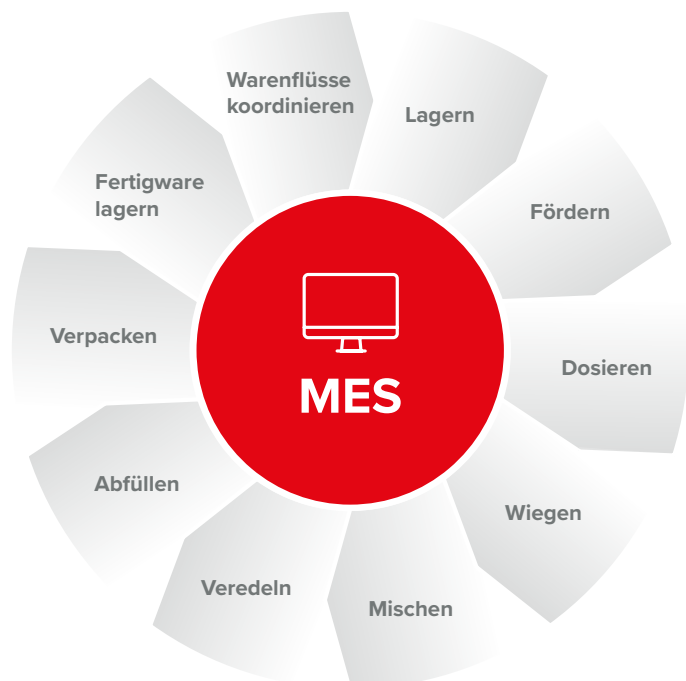 Warenflüsse
koordinieren
Lagern
Fördern
Dosieren
Wiegen
Mischen
Veredeln
Abfüllen
Verpacken
Fertigware
lagern
MES